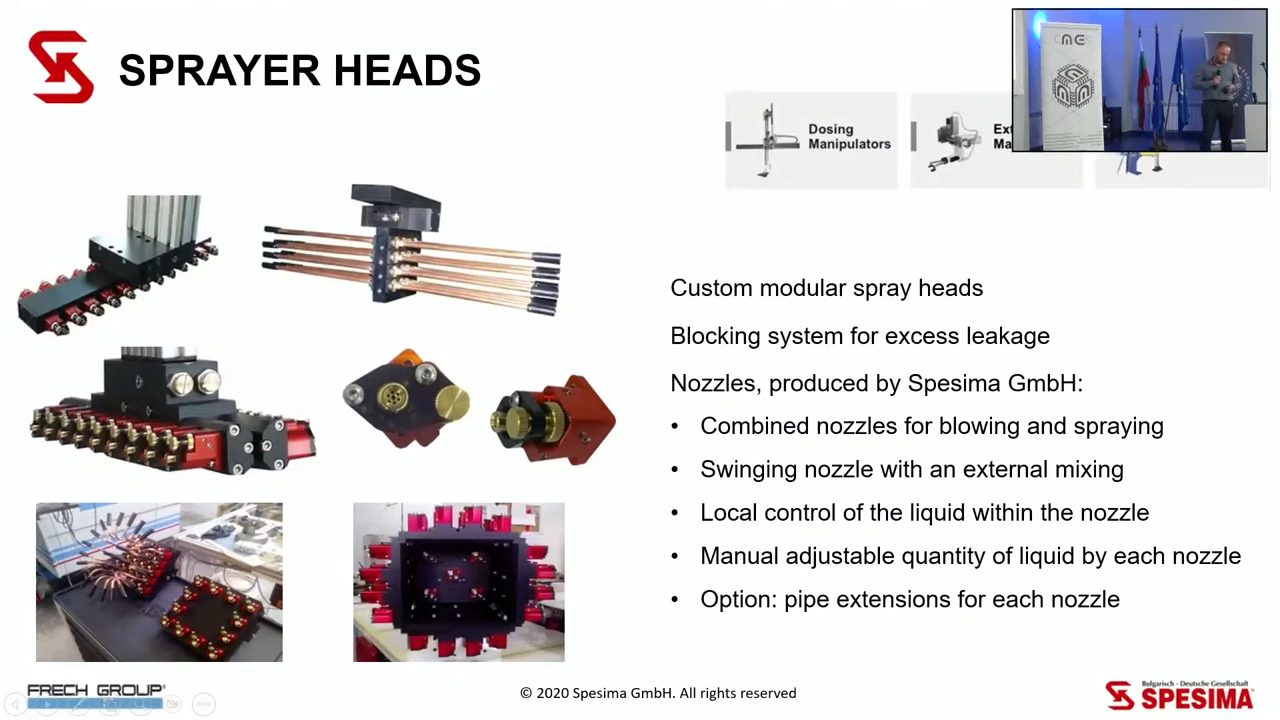 SPRAYER HEADS
Dosing
Manipulators
Custom modular spray heads
Blocking system for excess leakage
Nozzles, produced by Spesima GmbH:
• Combined nozzles for blowing and spraying
• Swinging nozzle with an external mixing
• Local control of the liquid within the nozzle
• Manual adjustable quantity of liquid by each nozzle
• Option: pipe extensions for each nozzle
FRECH GROUP
© 2020 Spesima GmbH. All rights reserved
Bulgarisch - Deutsche Gesellschaft
SPESIMA